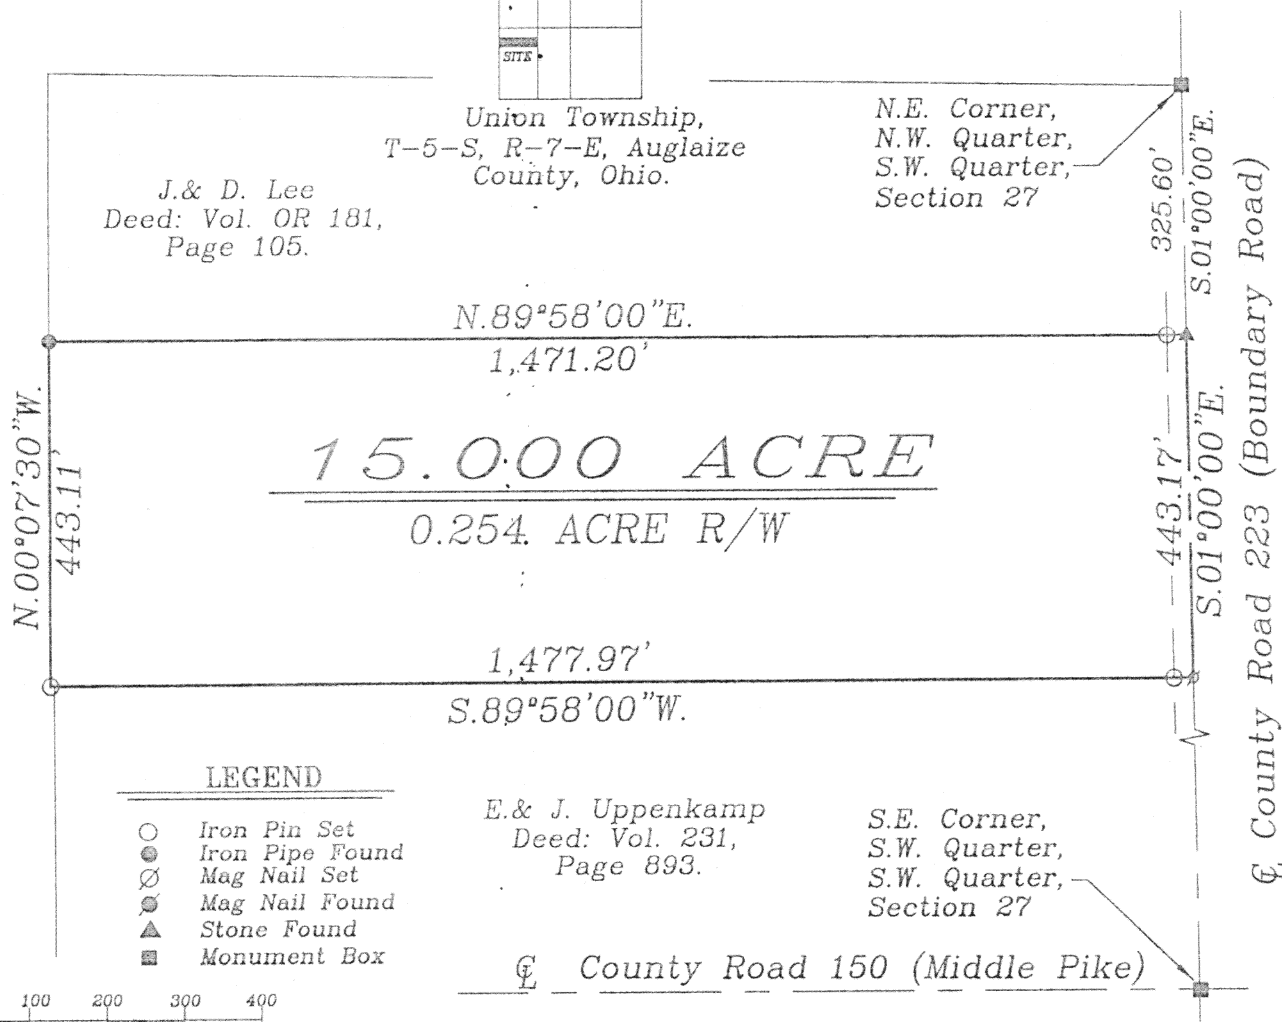 SITE
Union Township,
T-5-S, R-7-E, Auglaize
County, Ohio.
N.E. Corner,
N.W. Quarter,
S.W. Quarter,
Section 27
J.& D. Lee
Deed: Vol. OR 181,
Page 105.
325.60'
S.01°00'00"E.
N.89°58'00"E.
1,471.20'
N.00°07'30"W.
443.11'
15.000 ACRE
0.254 ACRE R/W
443.17'
S.01°00'00"E.
℄ County Road 223 (Boundary Road)
1,477.97'
S.89°58'00"W.
LEGEND
Iron Pin Set
Iron Pipe Found
Mag Nail Set
Mag Nail Found
Stone Found
Monument Box
E.& J. Uppenkamp
Deed: Vol. 231,
Page 893.
S.E. Corner,
S.W. Quarter,
S.W. Quarter,
Section 27
℄ County Road 150 (Middle Pike)
100 200 300 400